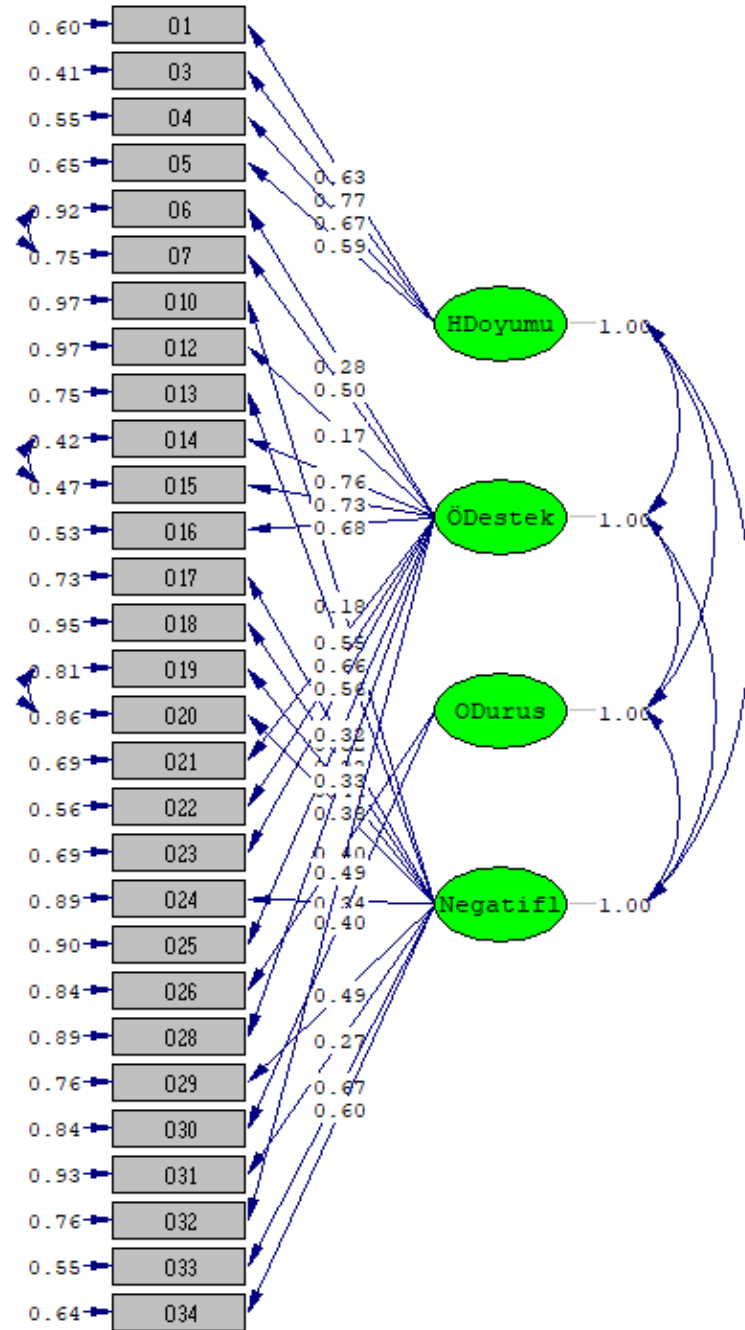 0.60 O1
0.41 O3
0.55 O4
0.65 O5
0.92 O6
0.75 O7
0.97 O10
0.97 O12
0.75 O13
0.42 O14
0.47 O15
0.53 O16
0.73 O17
0.95 O18
0.81 O19
0.86 O20
0.69 O21
0.56 O22
0.69 O23
0.89 O24
0.90 O25
0.84 O26
0.89 O28
0.76 O29
0.84 O30
0.93 O31
0.76 O32
0.55 O33
0.64 O34
0.63
0.77
0.67
0.59
0.28
0.50
0.17
0.76
0.73
0.68
0.18
0.55
0.66
0.56
0.32
0.33
0.38
0.40
0.49
0.34
0.40
0.49
0.27
0.67
0.60
HDoyumu 1.00
ÖDestek 1.00
ODurus 1.00
Negatifl 1.00